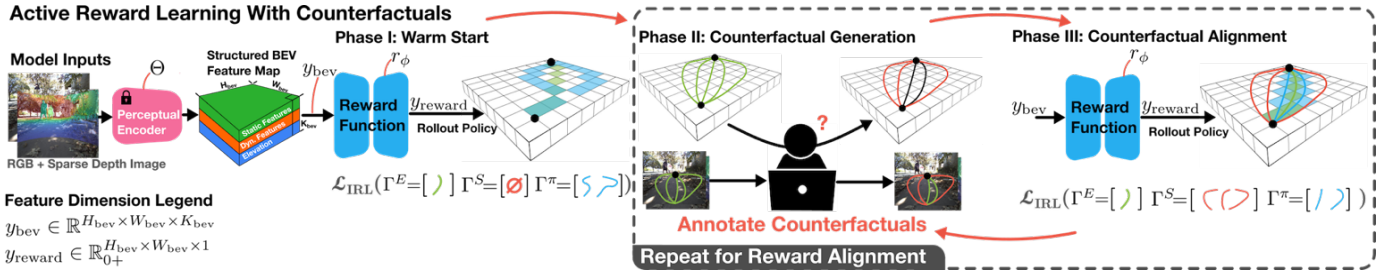 Active Reward Learning With Counterfactuals
Model Inputs
RGB + Sparse Depth Image
Θ
Perceptual
Encoder
Structured BEV
Feature Map
H_bev
W_bev
K_bev
Static Features
Dyn. Features
Elevation
y_bev
Phase I: Warm Start
r_ϕ
Reward
Function
y_reward
Rollout Policy
ℒ_IRL(Γ^E=[ ] Γ^S=[∅] Γ^π=[ ])
Feature Dimension Legend
y_bev ∈ ℝ^{H_bev×W_bev×K_bev}
y_reward ∈ ℝ_{0+}^{H_bev×W_bev×1}
Phase II: Counterfactual Generation
?
Annotate Counterfactuals
Repeat for Reward Alignment
Phase III: Counterfactual Alignment
r_ϕ
y_bev
Reward
Function
y_reward
Rollout Policy
ℒ_IRL(Γ^E=[ ] Γ^S=[ ] Γ^π=[ ])